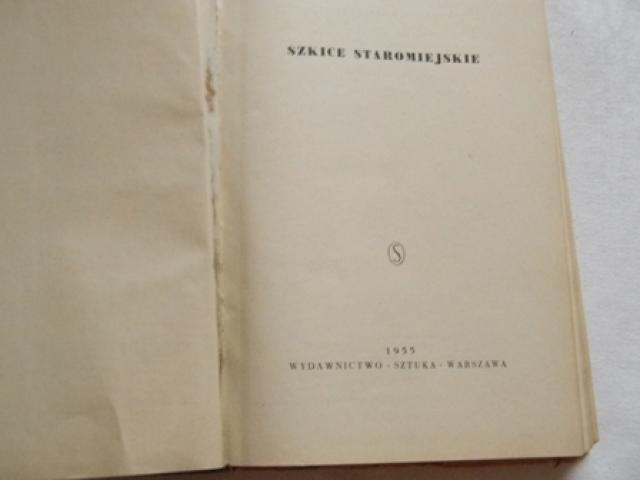 SZKICE STAROMIEJSKIE
S
1955
WYDAWNICTWO · SZTUKA · WARSZAWA